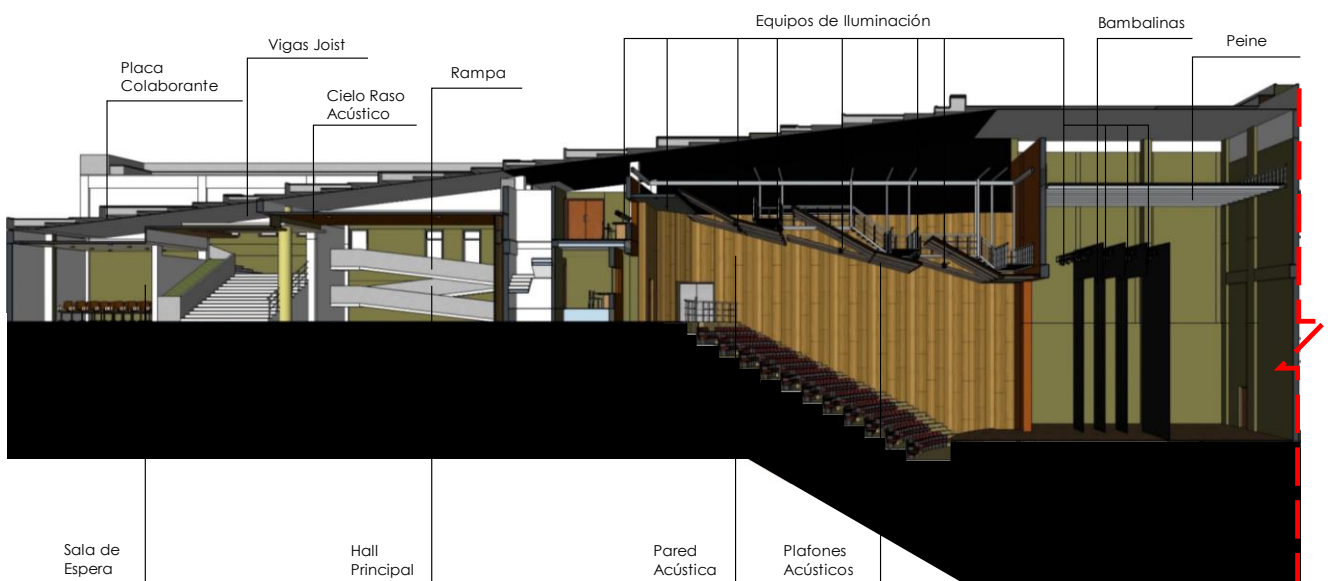 Equipos de Iluminación
Bambalinas
Vigas Joist
Peine
Placa
Colaborante
Rampa
Cielo Raso
Acústico
Sala de
Espera
Hall
Principal
Pared
Acústica
Plafones
Acústicos